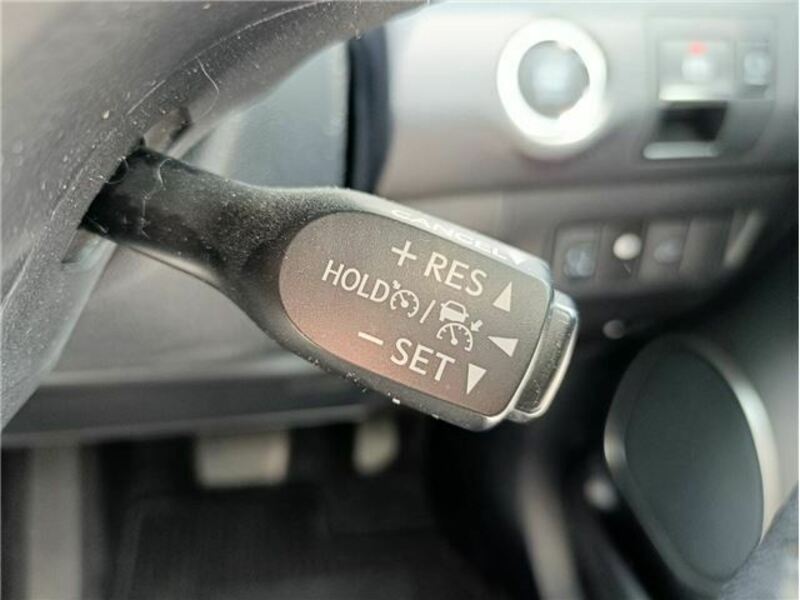 CANCEL
+ RES
HOLD /
- SET